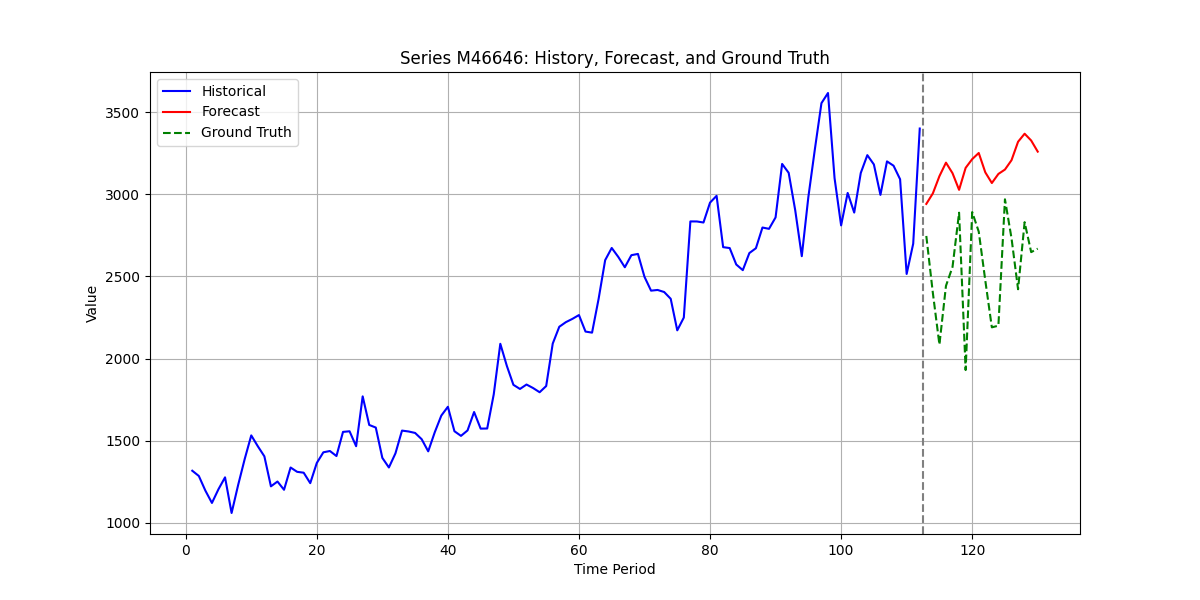 Series M46646: History, Forecast, and Ground Truth
Historical
Forecast
Ground Truth
3500
3000
2500
2000
1500
1000
Value
0 20 40 60 80 100 120
Time Period